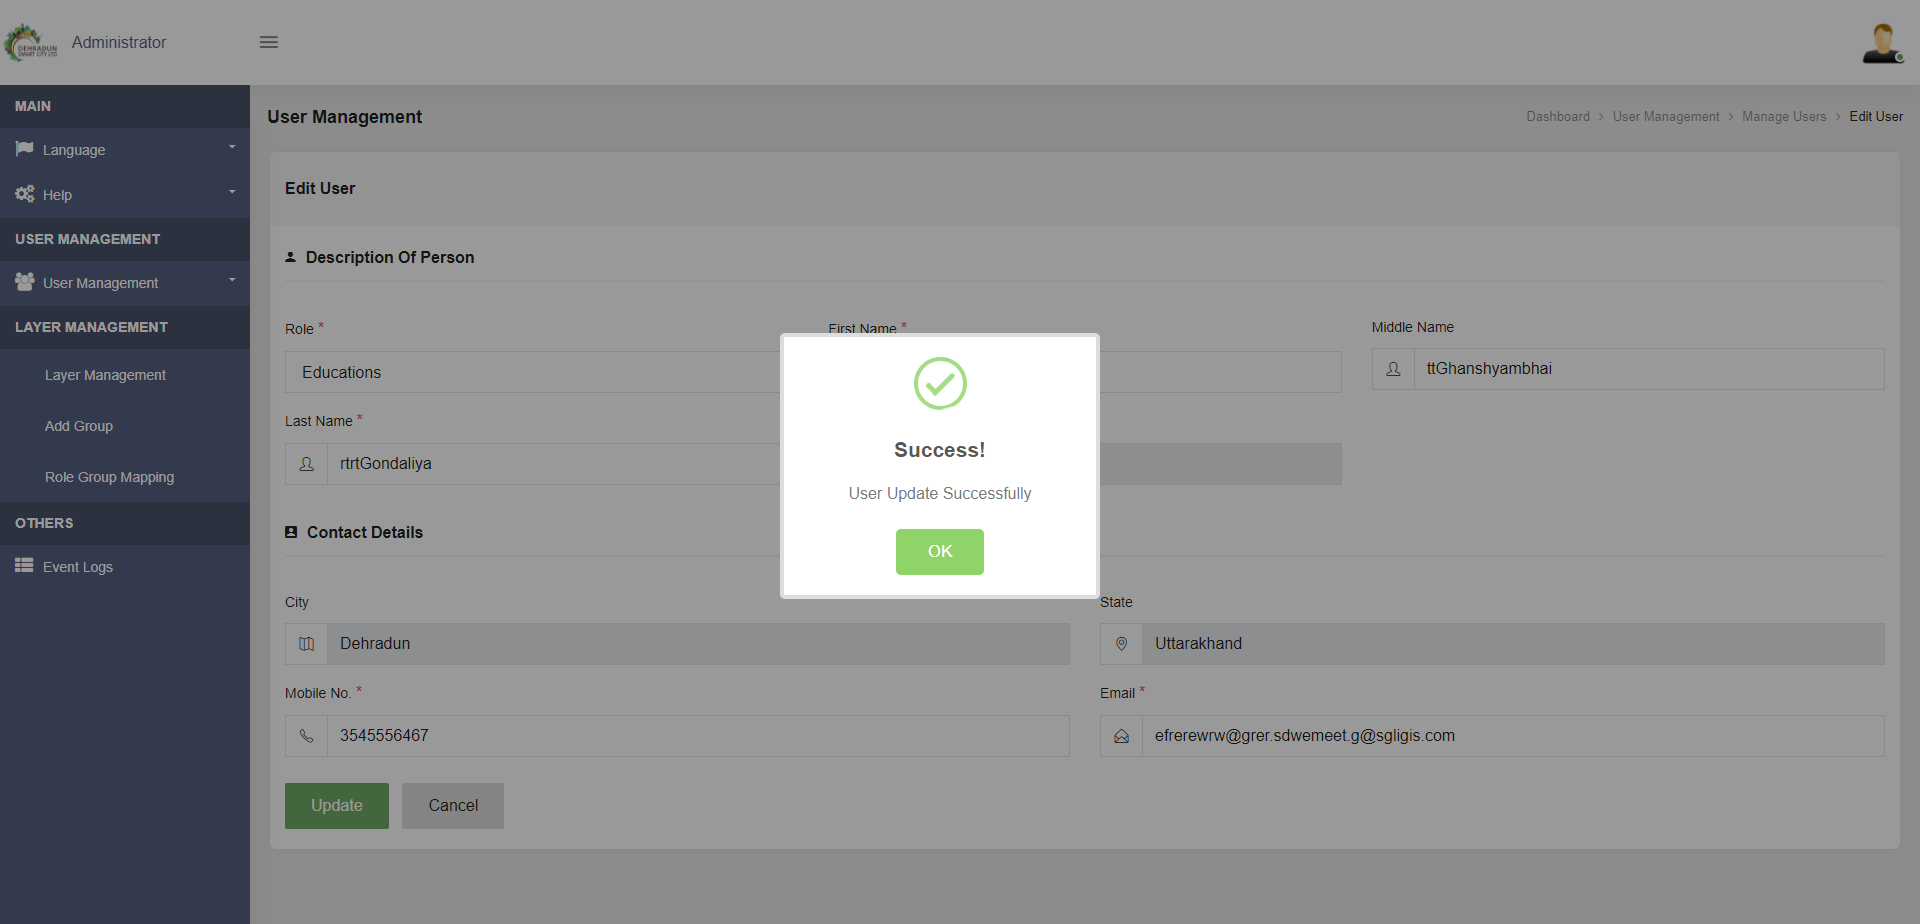 DEHRADUN
SMART CITY LTD.
Administrator
MAIN
Language
Help
USER MANAGEMENT
User Management
LAYER MANAGEMENT
Layer Management
Add Group
Role Group Mapping
OTHERS
Event Logs
User Management
Dashboard > User Management > Manage Users > Edit User
Edit User
Description Of Person
Role *
First Name *
Middle Name
Educations
ttGhanshyambhai
Last Name *
rtrtGondaliya
Success!
User Update Successfully
OK
Contact Details
City
State
Dehradun
Uttarakhand
Mobile No. *
Email *
3545556467
efrerewrw@grer.sdwemeet.g@sgligis.com
Update
Cancel